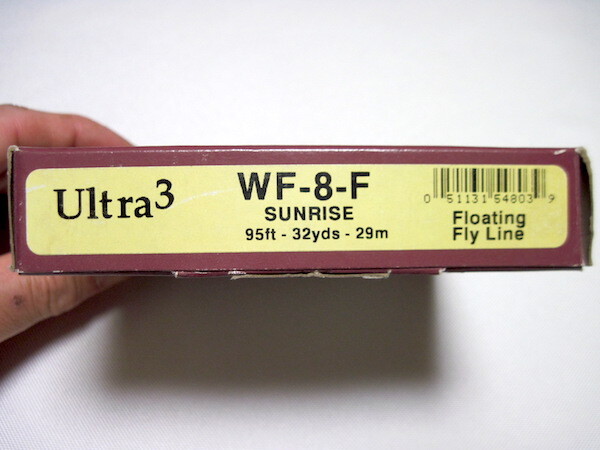 Ultra3
WF-8-F
SUNRISE
95ft - 32yds - 29m
0 51131 54803 9
Floating
Fly Line